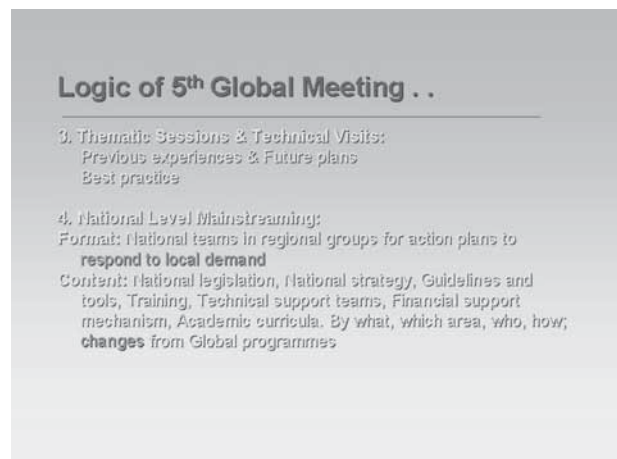 Logic of 5th Global Meeting . .
3. Thematic Sessions & Technical Visits:
Previous experiences & Future plans
Best practice
4. National Level Mainstreaming:
Format: National teams in regional groups for action plans to
respond to local demand
Content: National legislation, National strategy, Guidelines and
tools, Training, Technical support teams, Financial support
mechanism, Academic curricula. By what, which area, who, how;
changes from Global programmes